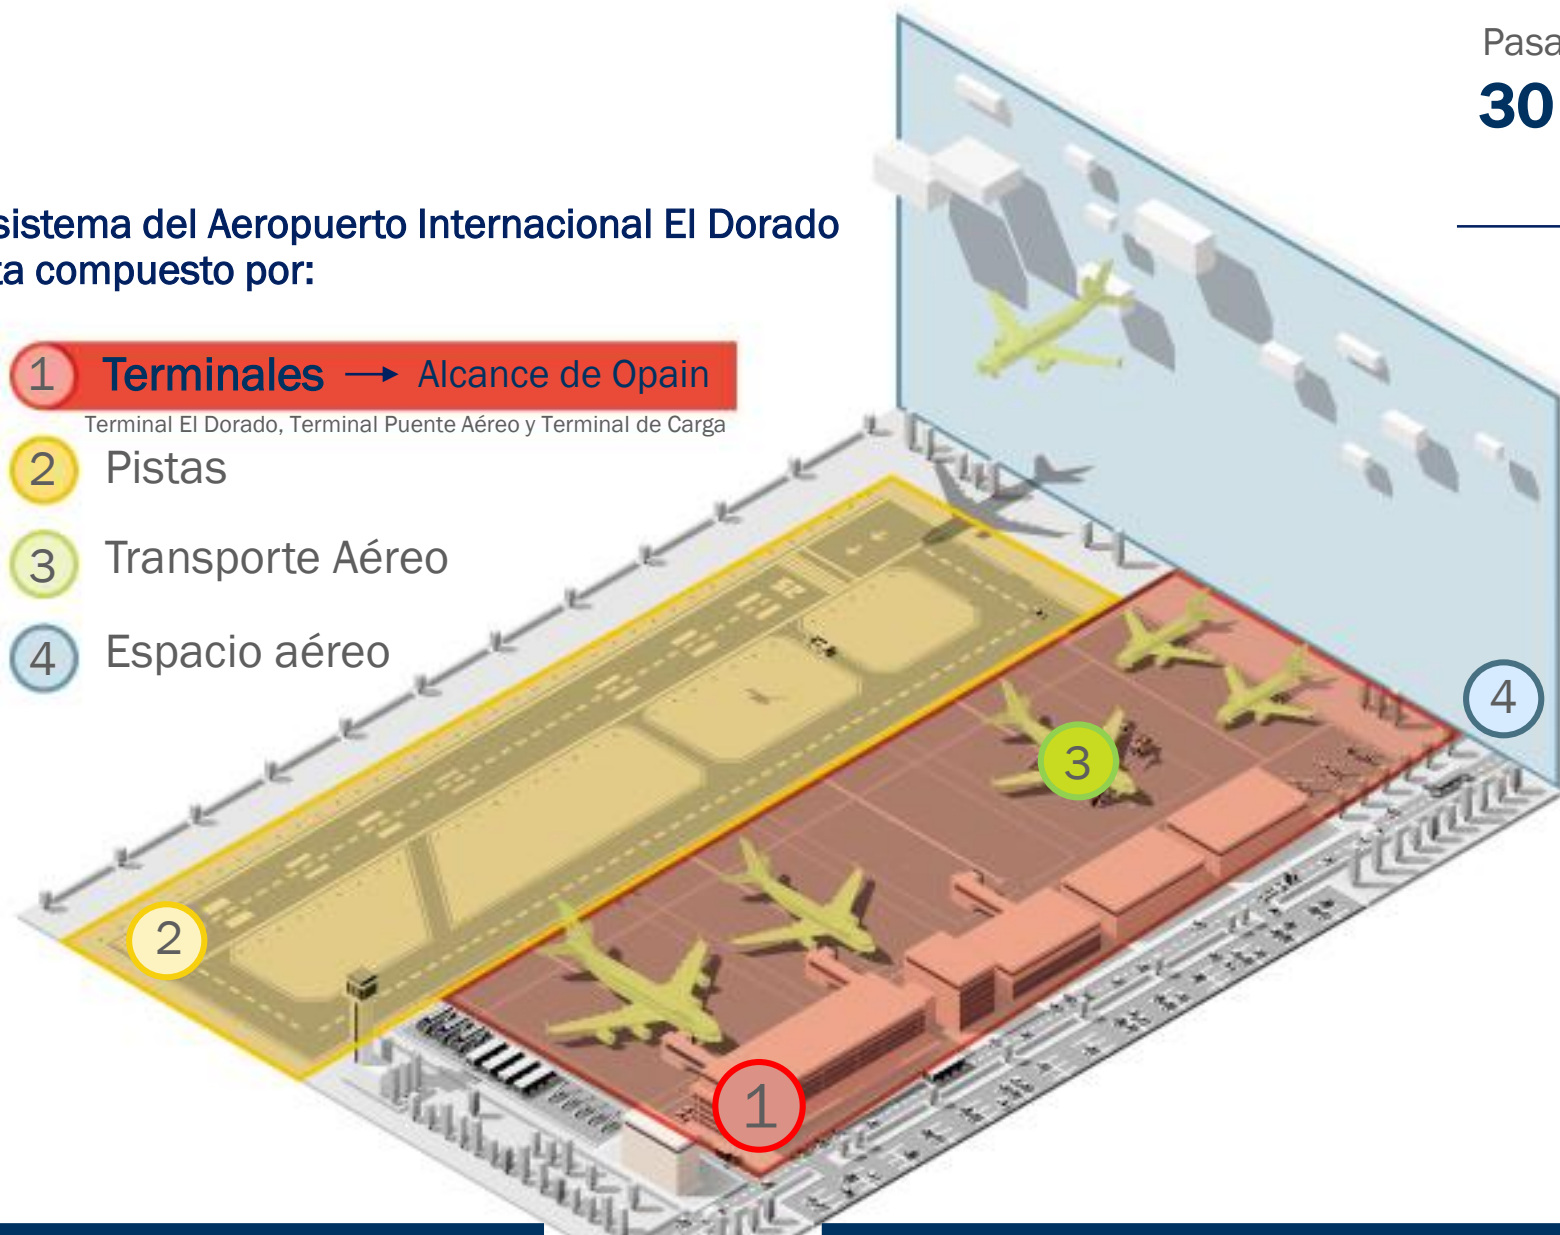 Pasa
30
sistema del Aeropuerto Internacional El Dorado
ta compuesto por:
1 Terminales → Alcance de Opain
Terminal El Dorado, Terminal Puente Aéreo y Terminal de Carga
2 Pistas
3 Transporte Aéreo
4 Espacio aéreo
4
3
2
1